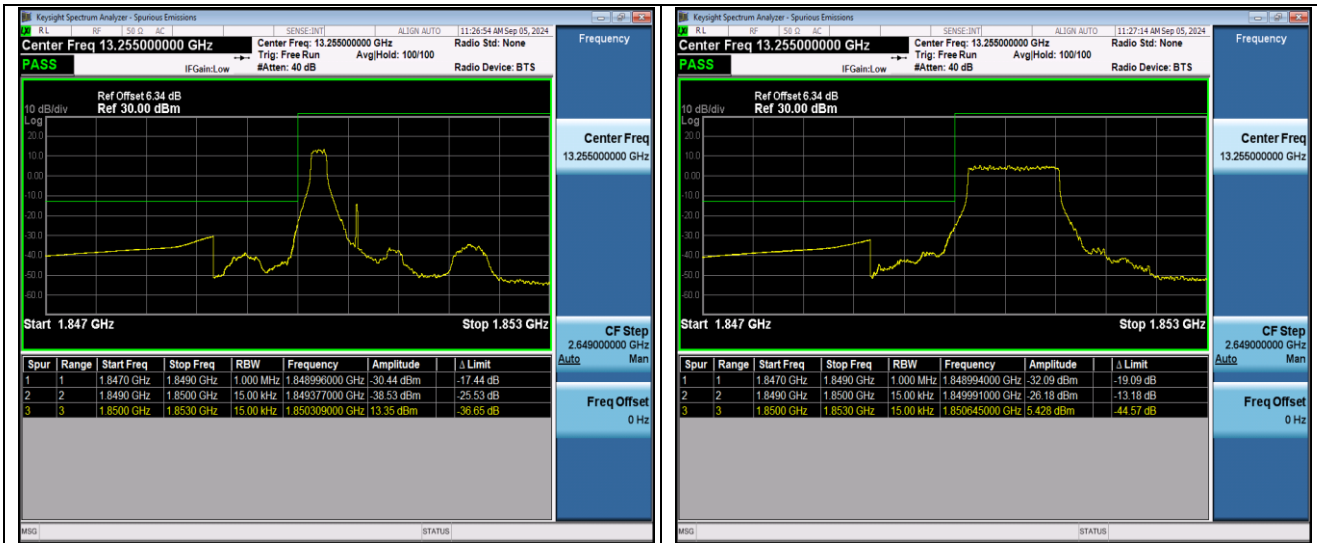 Keysight Spectrum Analyzer - Spurious Emissions
RL RF 50 Ω AC SENSE:INT ALIGN AUTO 11:26:54 AM Sep 05, 2024
Center Freq 13.255000000 GHz
Center Freq: 13.255000000 GHz
Radio Std: None
Trig: Free Run Avg|Hold: 100/100
PASS
IFGain:Low
#Atten: 40 dB
Radio Device: BTS
Ref Offset 6.34 dB
10 dB/div Ref 30.00 dBm
Log
20.0
10.0
0.00
-10.0
-20.0
-30.0
-40.0
-50.0
-60.0
Start 1.847 GHz
Stop 1.853 GHz
Spur Range Start Freq Stop Freq RBW Frequency Amplitude Δ Limit
1 1 1.8470 GHz 1.8490 GHz 1.000 MHz 1.848996000 GHz -30.44 dBm -17.44 dB
2 2 1.8490 GHz 1.8500 GHz 15.00 kHz 1.849377000 GHz -38.53 dBm -25.53 dB
3 3 1.8500 GHz 1.8530 GHz 15.00 kHz 1.850309000 GHz 13.35 dBm -36.65 dB
Frequency
Center Freq
13.255000000 GHz
CF Step
2.649000000 GHz
Auto Man
Freq Offset
0 Hz
MSG
STATUS
Keysight Spectrum Analyzer - Spurious Emissions
RL RF 50 Ω AC SENSE:INT ALIGN AUTO 11:27:14 AM Sep 05, 2024
Center Freq 13.255000000 GHz
Center Freq: 13.255000000 GHz
Radio Std: None
Trig: Free Run Avg|Hold: 100/100
PASS
IFGain:Low
#Atten: 40 dB
Radio Device: BTS
Ref Offset 6.34 dB
10 dB/div Ref 30.00 dBm
Log
20.0
10.0
0.00
-10.0
-20.0
-30.0
-40.0
-50.0
-60.0
Start 1.847 GHz
Stop 1.853 GHz
Spur Range Start Freq Stop Freq RBW Frequency Amplitude Δ Limit
1 1 1.8470 GHz 1.8490 GHz 1.000 MHz 1.848994000 GHz -32.09 dBm -19.09 dB
2 2 1.8490 GHz 1.8500 GHz 15.00 kHz 1.849991000 GHz -26.18 dBm -13.18 dB
3 3 1.8500 GHz 1.8530 GHz 15.00 kHz 1.850645000 GHz 5.428 dBm -44.57 dB
Frequency
Center Freq
13.255000000 GHz
CF Step
2.649000000 GHz
Auto Man
Freq Offset
0 Hz
MSG
STATUS